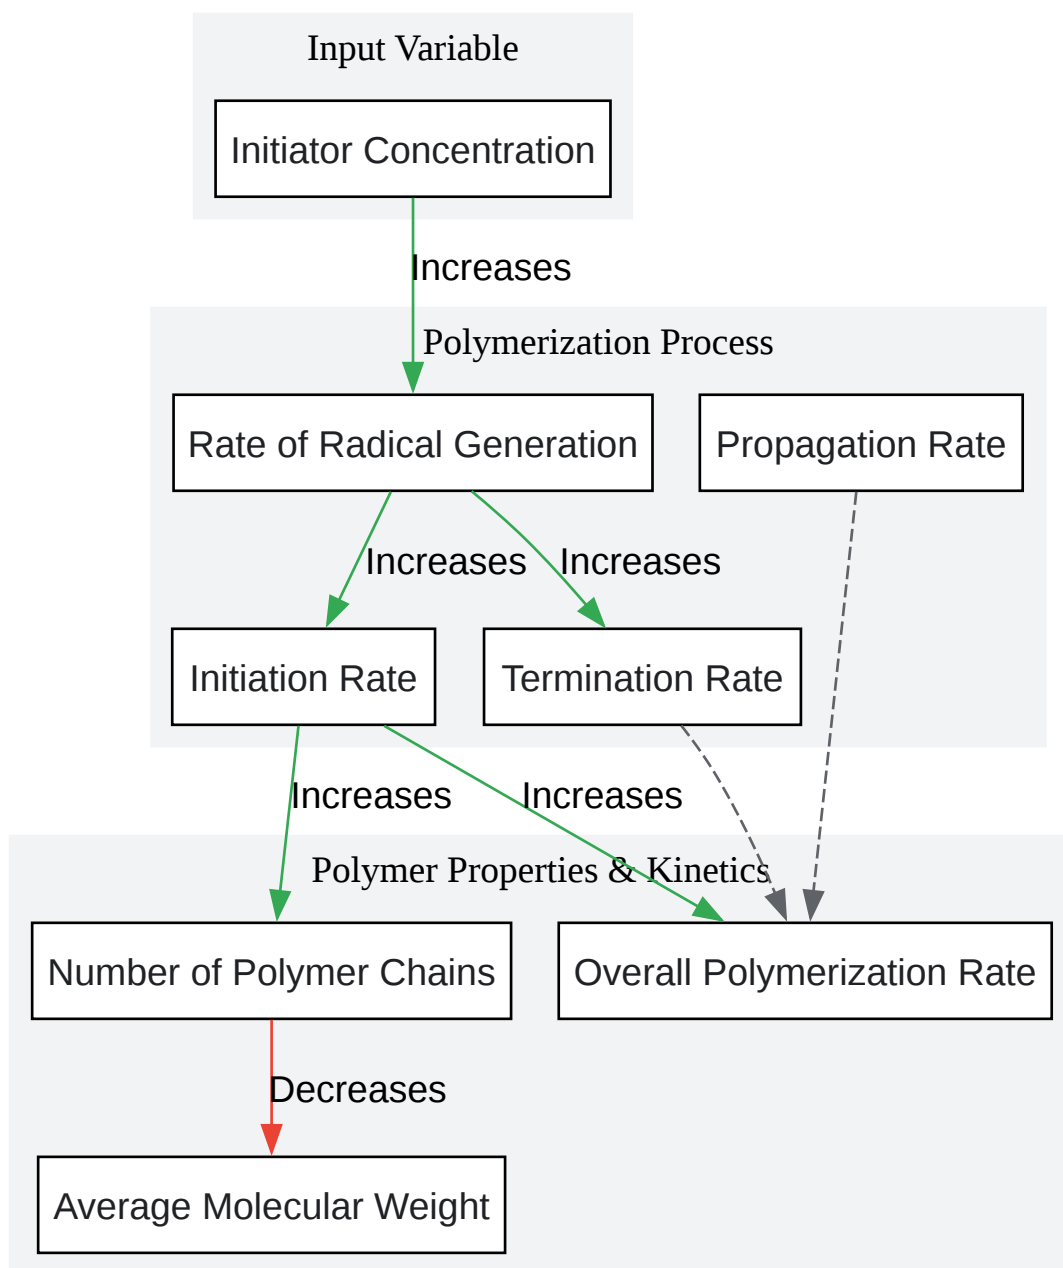 Input Variable
Initiator Concentration
Increases
Polymerization Process
Rate of Radical Generation
Propagation Rate
Increases
Increases
Initiation Rate
Termination Rate
Increases
Increases
Polymer Properties & Kinetics
Number of Polymer Chains
Overall Polymerization Rate
Decreases
Average Molecular Weight